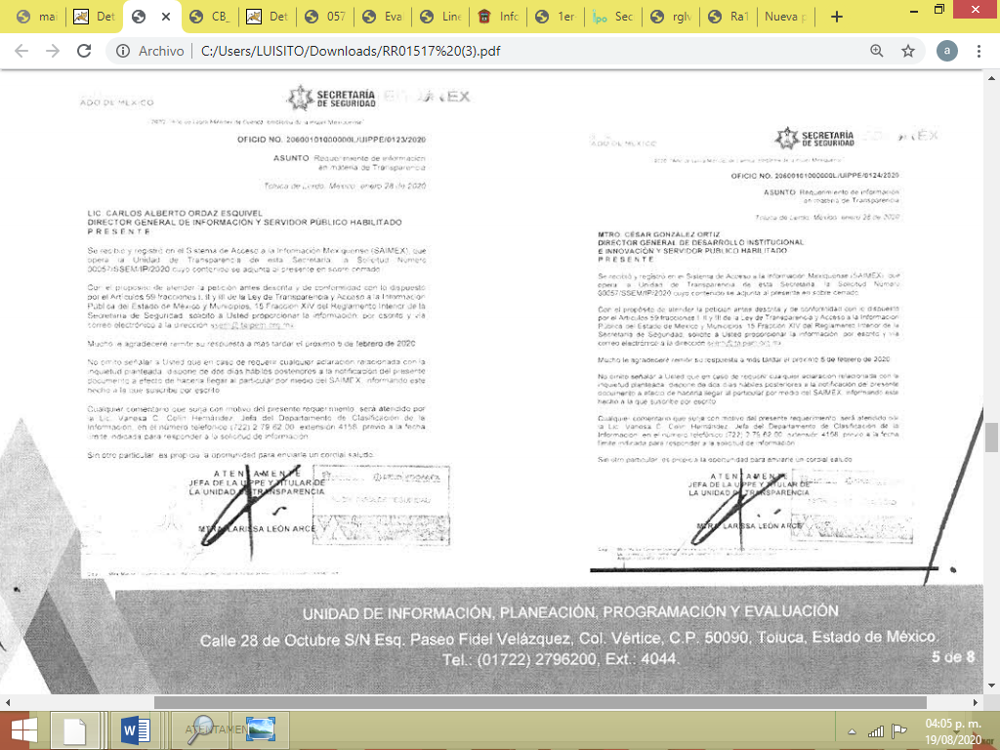 mai
Det
CB_
Det
057
Eva
Line
Info
1er
ipo Sec
rglv
Ra1
Nueva p
Archivo C:/Users/LUISITO/Downloads/RR01517%20(3).pdf
a
ADO DE MÉXICO
SECRETARÍA
DE SEGURIDAD
OFICIO NO. 20600101000000L/UIPPE/0123/2020
ASUNTO: Requerimiento de información
en materia de Transparencia
Toluca de Lerdo, México, enero 28 de 2020
LIC. CARLOS ALBERTO ORDAZ ESQUIVEL
DIRECTOR GENERAL DE INFORMACIÓN Y SERVIDOR PÚBLICO HABILITADO
P R E S E N T E
Se recibió y registró en el Sistema de Acceso a la Información Mexiquense (SAIMEX), que
opera la Unidad de Transparencia de esta Secretaría, la Solicitud Número
00057/SSEM/IP/2020 cuyo contenido se adjunta al presente en sobre cerrado.
Con el propósito de atender la petición antes descrita y de conformidad con lo dispuesto
por el Artículos 59 fracciones I, II y III de la Ley de Transparencia y Acceso a la Información
Pública del Estado de México y Municipios, 15 Fracción XIV del Reglamento Interior de la
Secretaría de Seguridad, solicito a Usted proporcionar la información, por escrito y vía
correo electrónico a la dirección
Mucho le agradeceré remitir su respuesta a más tardar el próximo 5 de febrero de 2020
No omito señalar a Usted que en caso de requerir cualquier aclaración relacionada con la
inquietud planteada, dispone de dos días hábiles posteriores a la notificación del presente
documento a efecto de hacerla llegar al particular por medio del SAIMEX, informando este
hecho a la que suscribe por escrito
Cualquier comentario que surja con motivo del presente requerimiento, será atendido por
la Lic. Vanesa C. Colín Hernández, Jefa del Departamento de Clasificación de la
Información, en el número telefónico (722) 2 79 62 00, extensión 4158, previo a la fecha
límite indicada para responder a la solicitud de información.
Sin otro particular, es propicia la oportunidad para enviarle un cordial saludo.
A T E N T A M E N T E
JEFA DE LA UIPPE Y TITULAR DE
LA UNIDAD DE TRANSPARENCIA
MTRA. LARISSA LEÓN ARCE
SECRETARÍA
DE SEGURIDAD
OFICIO NO. 20600101000000L/UIPPE/0124/2020
ASUNTO: Requerimiento de información
en materia de Transparencia
Toluca de Lerdo, México, enero 28 de 2020
MTRO. CÉSAR GONZÁLEZ ORTIZ
DIRECTOR GENERAL DE DESARROLLO INSTITUCIONAL
E INNOVACIÓN Y SERVIDOR PÚBLICO HABILITADO
P R E S E N T E
Se recibió y registró en el Sistema de Acceso a la Información Mexiquense (SAIMEX), que
opera la Unidad de Transparencia de esta Secretaría, la Solicitud Número
00057/SSEM/IP/2020 cuyo contenido se adjunta al presente en sobre cerrado.
Con el propósito de atender la petición antes descrita y de conformidad con lo dispuesto
por el Artículos 59 fracciones I, II y III de la Ley de Transparencia y Acceso a la Información
Pública del Estado de México y Municipios, 15 Fracción XIV del Reglamento Interior de la
Secretaría de Seguridad, solicito a Usted proporcionar la información, por escrito y vía
correo electrónico a la dirección
Mucho le agradeceré remitir su respuesta a más tardar el próximo 5 de febrero de 2020
No omito señalar a Usted que en caso de requerir cualquier aclaración relacionada con la
inquietud planteada, dispone de dos días hábiles posteriores a la notificación de presente
documento a efecto de hacerla llegar al particular por medio del SAIMEX, informando este
hecho a la que suscribe por escrito
Cualquier comentario que surja con motivo del presente requerimiento, será atendido por
la Lic. Vanesa C. Colín Hernández, Jefa del Departamento de Clasificación de la
Información, en el número telefónico (722) 2 79 62 00, extensión 4158, previo a la fecha
límite indicada para responder a la solicitud de información.
Sin otro particular, es propicia la oportunidad para enviarle un cordial saludo
A T E N T A M E N T E
JEFA DE LA UIPPE Y TITULAR DE
LA UNIDAD DE TRANSPARENCIA
MTRA. LARISSA LEÓN ARCE
UNIDAD DE INFORMACIÓN, PLANEACIÓN, PROGRAMACIÓN Y EVALUACIÓN
Calle 28 de Octubre S/N Esq. Paseo Fidel Velázquez, Col. Vértice, C.P. 50090, Toluca, Estado de México.
Tel.: (01722) 2796200, Ext.: 4044.
5 de 8
ATENTAMEN
04:05 p. m.
19/08/2020